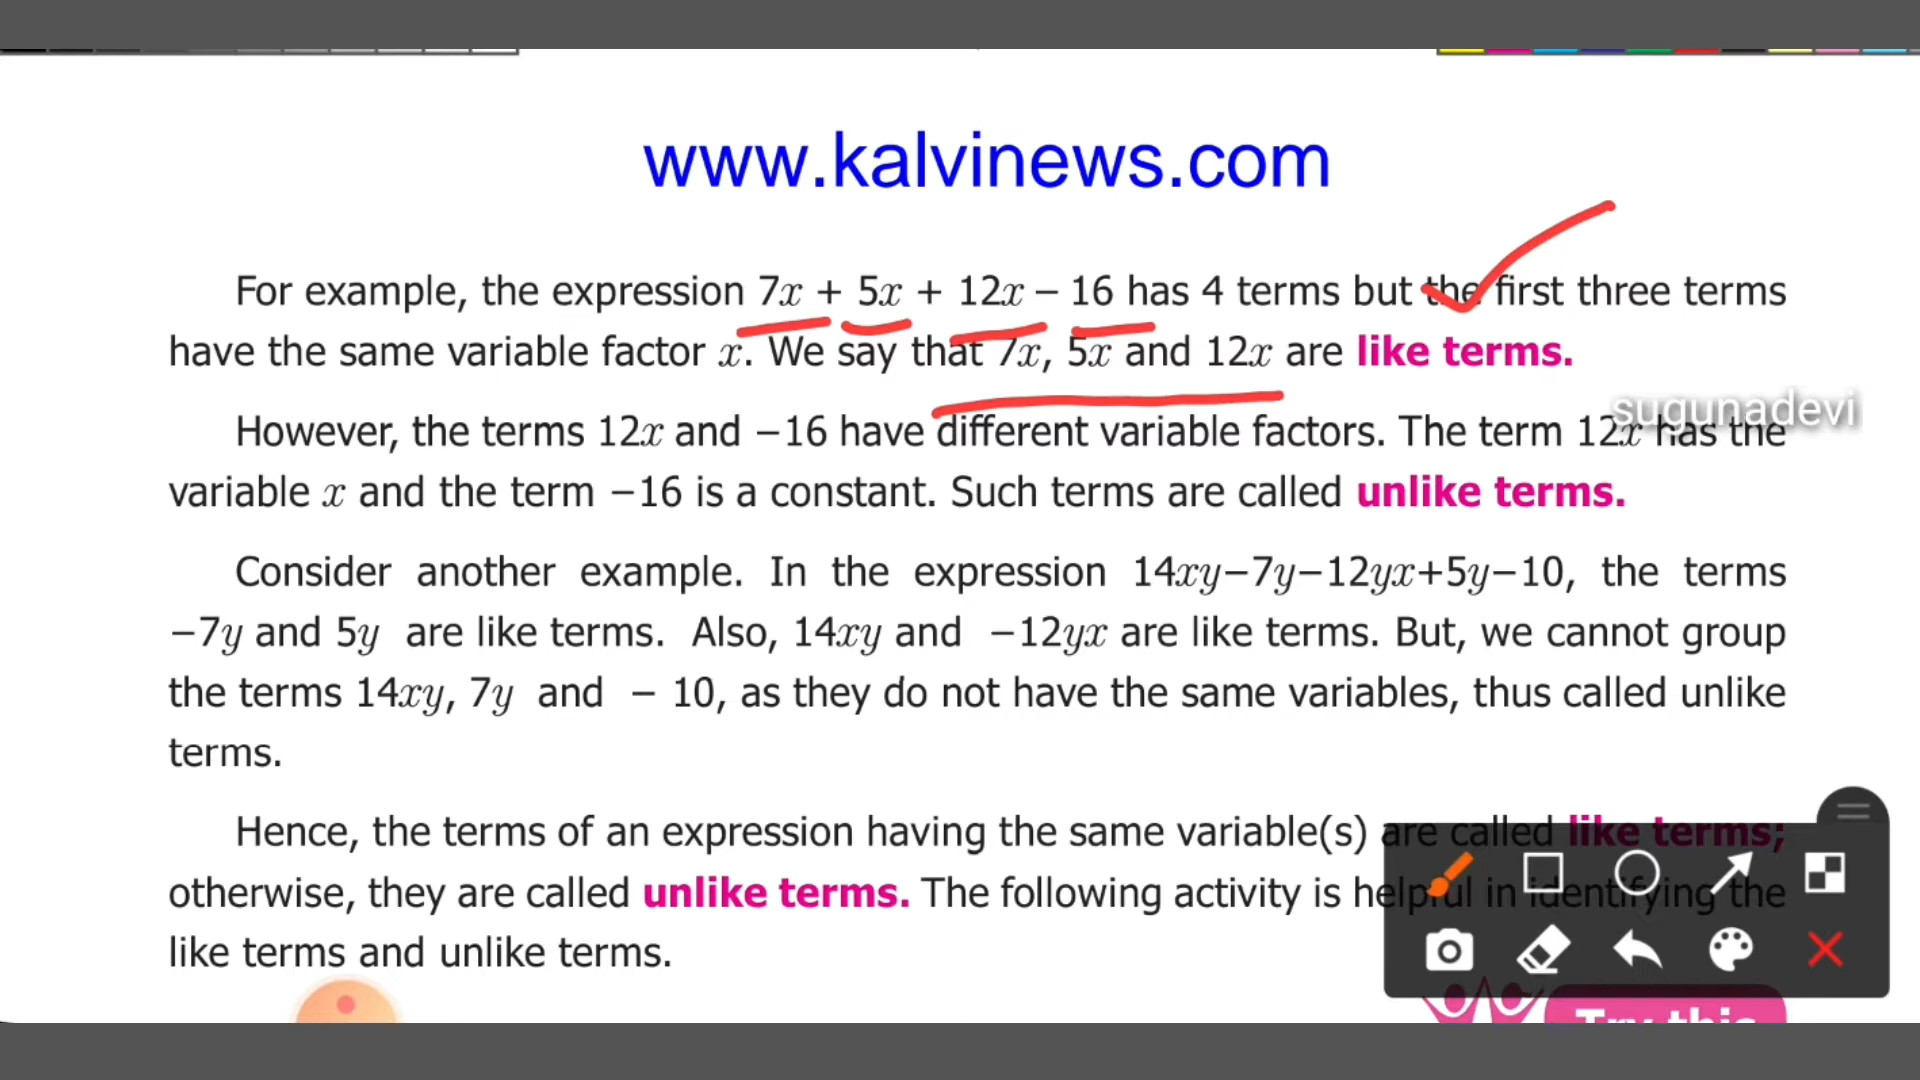 www.kalvinews.com
For example, the expression 7x + 5x + 12x – 16 has 4 terms but the first three terms
have the same variable factor x. We say that 7x, 5x and 12x are like terms.
sugunadevi
However, the terms 12x and –16 have different variable factors. The term 12x has the
variable x and the term –16 is a constant. Such terms are called unlike terms.
Consider another example. In the expression 14xy–7y–12yx+5y–10, the terms
–7y and 5y are like terms. Also, 14xy and –12yx are like terms. But, we cannot group
the terms 14xy, 7y and – 10, as they do not have the same variables, thus called unlike
terms.
Hence, the terms of an expression having the same variable(s) are called like terms;
otherwise, they are called unlike terms. The following activity is helpful in identifying the
like terms and unlike terms.
Try this